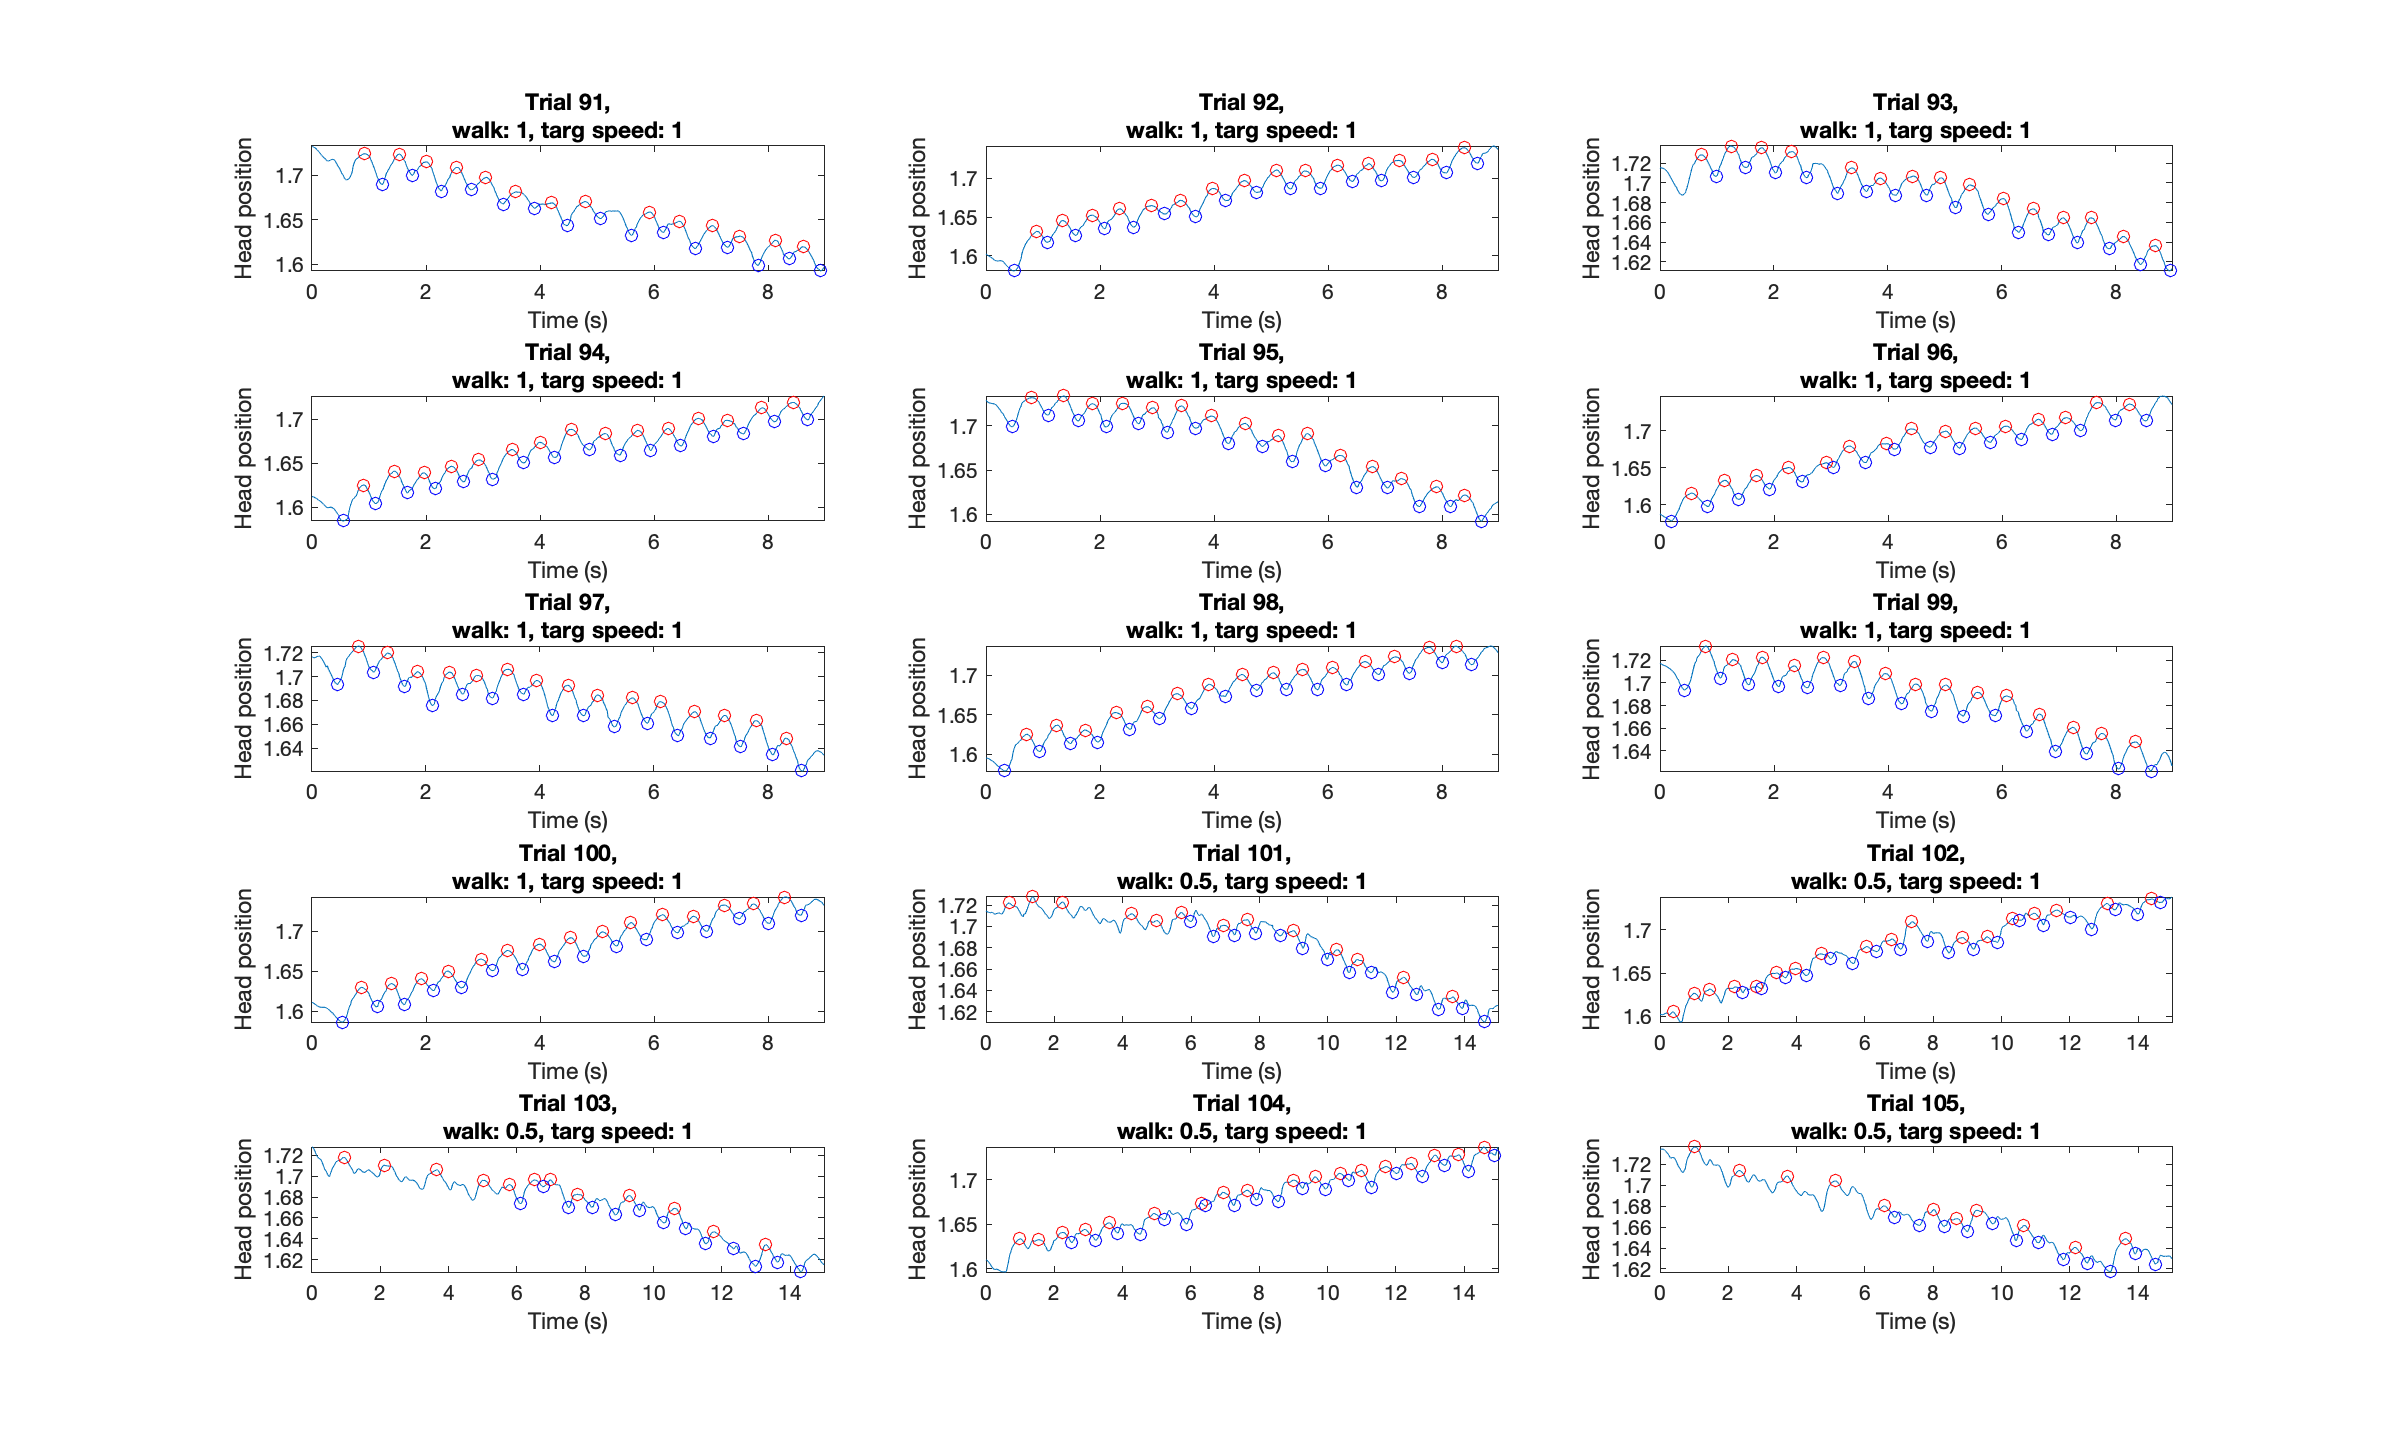 Trial 91,
walk: 1, targ speed: 1
Head position
1.7
1.65
1.6
0 2 4 6 8
Time (s)
Trial 92,
walk: 1, targ speed: 1
Head position
1.7
1.65
1.6
0 2 4 6 8
Time (s)
Trial 93,
walk: 1, targ speed: 1
Head position
1.72
1.7
1.68
1.66
1.64
1.62
0 2 4 6 8
Time (s)
Trial 94,
walk: 1, targ speed: 1
Head position
1.7
1.65
1.6
0 2 4 6 8
Time (s)
Trial 95,
walk: 1, targ speed: 1
Head position
1.7
1.65
1.6
0 2 4 6 8
Time (s)
Trial 96,
walk: 1, targ speed: 1
Head position
1.7
1.65
1.6
0 2 4 6 8
Time (s)
Trial 97,
walk: 1, targ speed: 1
Head position
1.72
1.7
1.68
1.66
1.64
0 2 4 6 8
Time (s)
Trial 98,
walk: 1, targ speed: 1
Head position
1.7
1.65
1.6
0 2 4 6 8
Time (s)
Trial 99,
walk: 1, targ speed: 1
Head position
1.72
1.7
1.68
1.66
1.64
0 2 4 6 8
Time (s)
Trial 100,
walk: 1, targ speed: 1
Head position
1.7
1.65
1.6
0 2 4 6 8
Time (s)
Trial 101,
walk: 0.5, targ speed: 1
Head position
1.72
1.7
1.68
1.66
1.64
1.62
0 2 4 6 8 10 12 14
Time (s)
Trial 102,
walk: 0.5, targ speed: 1
Head position
1.7
1.65
1.6
0 2 4 6 8 10 12 14
Time (s)
Trial 103,
walk: 0.5, targ speed: 1
Head position
1.72
1.7
1.68
1.66
1.64
1.62
0 2 4 6 8 10 12 14
Time (s)
Trial 104,
walk: 0.5, targ speed: 1
Head position
1.7
1.65
1.6
0 2 4 6 8 10 12 14
Time (s)
Trial 105,
walk: 0.5, targ speed: 1
Head position
1.72
1.7
1.68
1.66
1.64
1.62
0 2 4 6 8 10 12 14
Time (s)